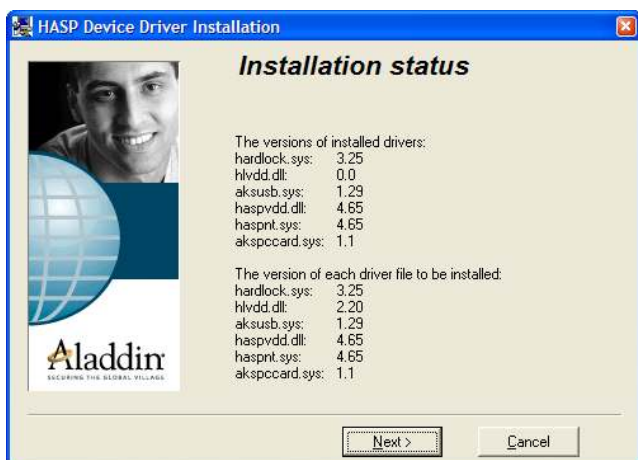 HASP Device Driver Installation
Installation status
The versions of installed drivers:
hardlock.sys: 3.25
hlvdd.dll: 0.0
aksusb.sys: 1.29
haspvdd.dll: 4.65
haspnt.sys: 4.65
akspccard.sys: 1.1
The version of each driver file to be installed:
hardlock.sys: 3.25
hlvdd.dll: 2.20
aksusb.sys: 1.29
haspvdd.dll: 4.65
haspnt.sys: 4.65
akspccard.sys: 1.1
Aladdin
SECURING THE GLOBAL VILLAGE
Next >
Cancel